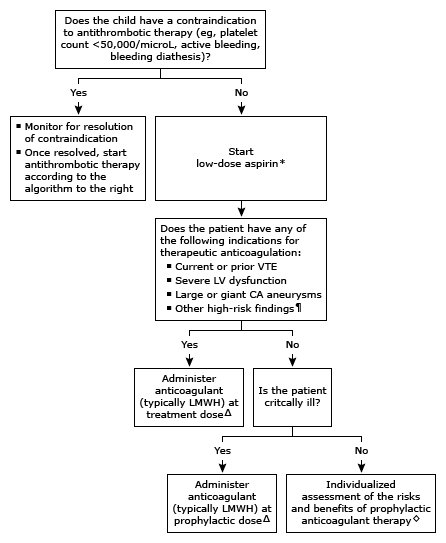 Does the child have a contraindication
to antithrombotic therapy (eg, platelet
count <50,000/microL, active bleeding,
bleeding diathesis)?
Yes
No
▪ Monitor for resolution
of contraindication
▪ Once resolved, start
antithrombotic therapy
according to the
algorithm to the right
Start
low-dose aspirin*
Does the patient have any of
the following indications for
therapeutic anticoagulation:
▪ Current or prior VTE
▪ Severe LV dysfunction
▪ Large or giant CA aneurysms
▪ Other high-risk findings¶
Yes
No
Administer
anticoagulant
(typically LMWH) at
treatment doseΔ
Is the patient
critcally ill?
Yes
No
Administer
anticoagulant
(typically LMWH) at
prophylactic doseΔ
Individualized
assessment of the risks
and benefits of prophylactic
anticoagulant therapy◇